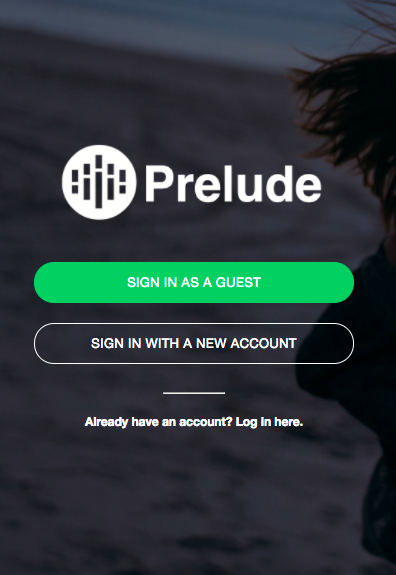 Prelude
SIGN IN AS A GUEST
SIGN IN WITH A NEW ACCOUNT
Already have an account? Log in here.